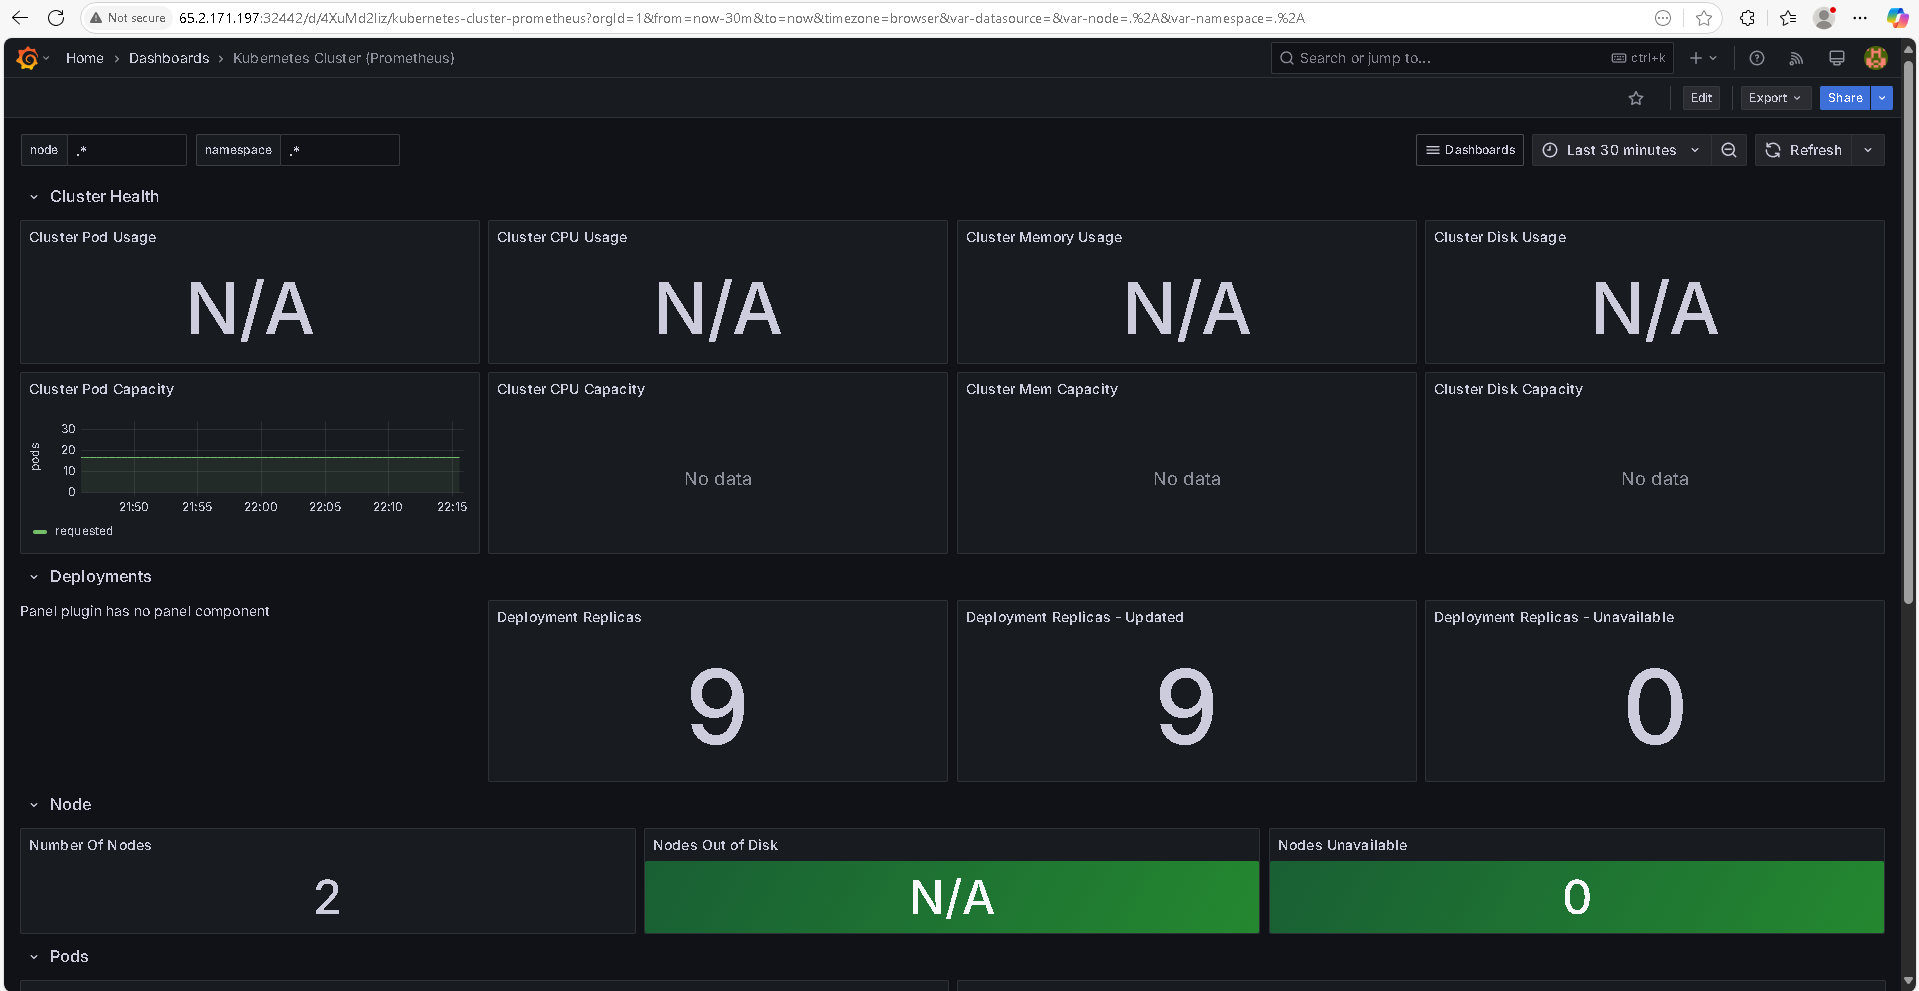 Not secure 65.2.171.197:32442/d/4XuMd2Iiz/kubernetes-cluster-prometheus?orgId=1&from=now-30m&to=now&timezone=browser&var-datasource=&var-node=.%2A&var-namespace=.%2A
Home › Dashboards › Kubernetes Cluster (Prometheus) Search or jump to... ctrl+k
Edit Export Share
node .* namespace .* Dashboards Last 30 minutes Refresh
Cluster Health
Cluster Pod Usage Cluster CPU Usage Cluster Memory Usage Cluster Disk Usage
N/A N/A N/A N/A
Cluster Pod Capacity Cluster CPU Capacity Cluster Mem Capacity Cluster Disk Capacity
pods
30
20
10
0
21:50 21:55 22:00 22:05 22:10 22:15
requested
No data No data No data
Deployments
Panel plugin has no panel component
Deployment Replicas Deployment Replicas - Updated Deployment Replicas - Unavailable
9 9 0
Node
Number Of Nodes Nodes Out of Disk Nodes Unavailable
2 N/A 0
Pods